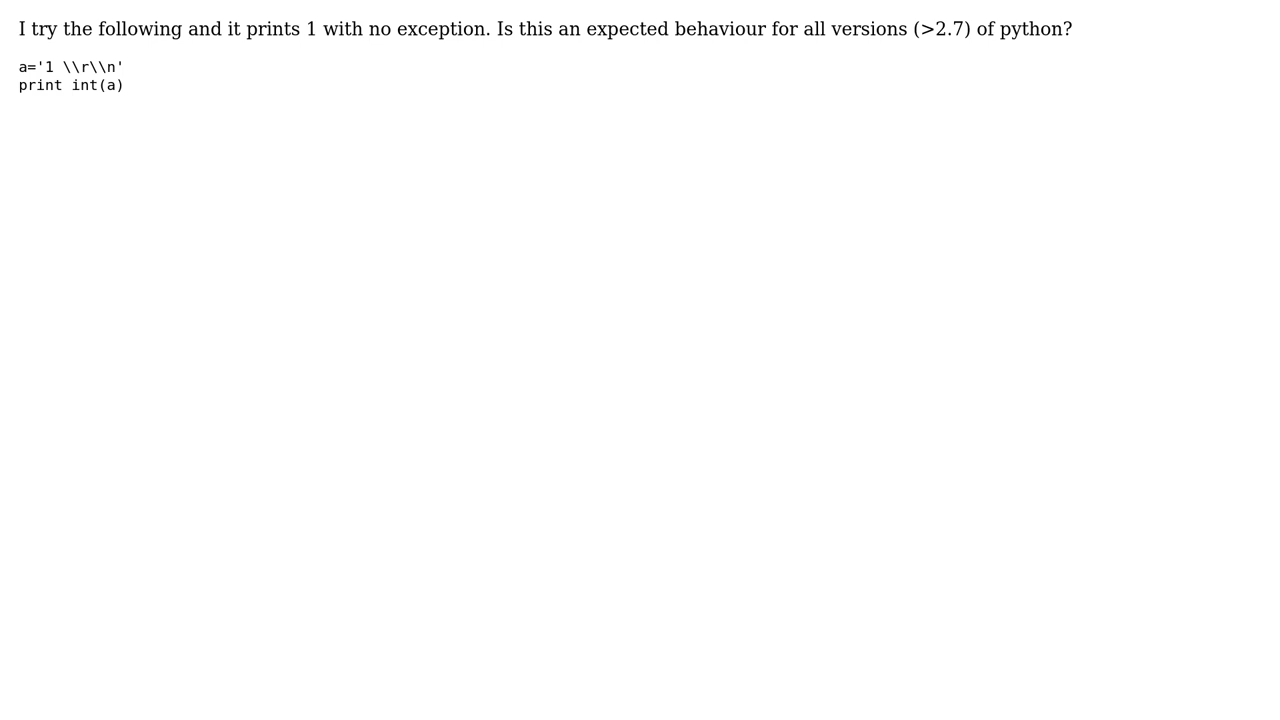 I try the following and it prints 1 with no exception. Is this an expected behaviour for all versions (>2.7) of python?
a='1 \\r\\n'
print int(a)